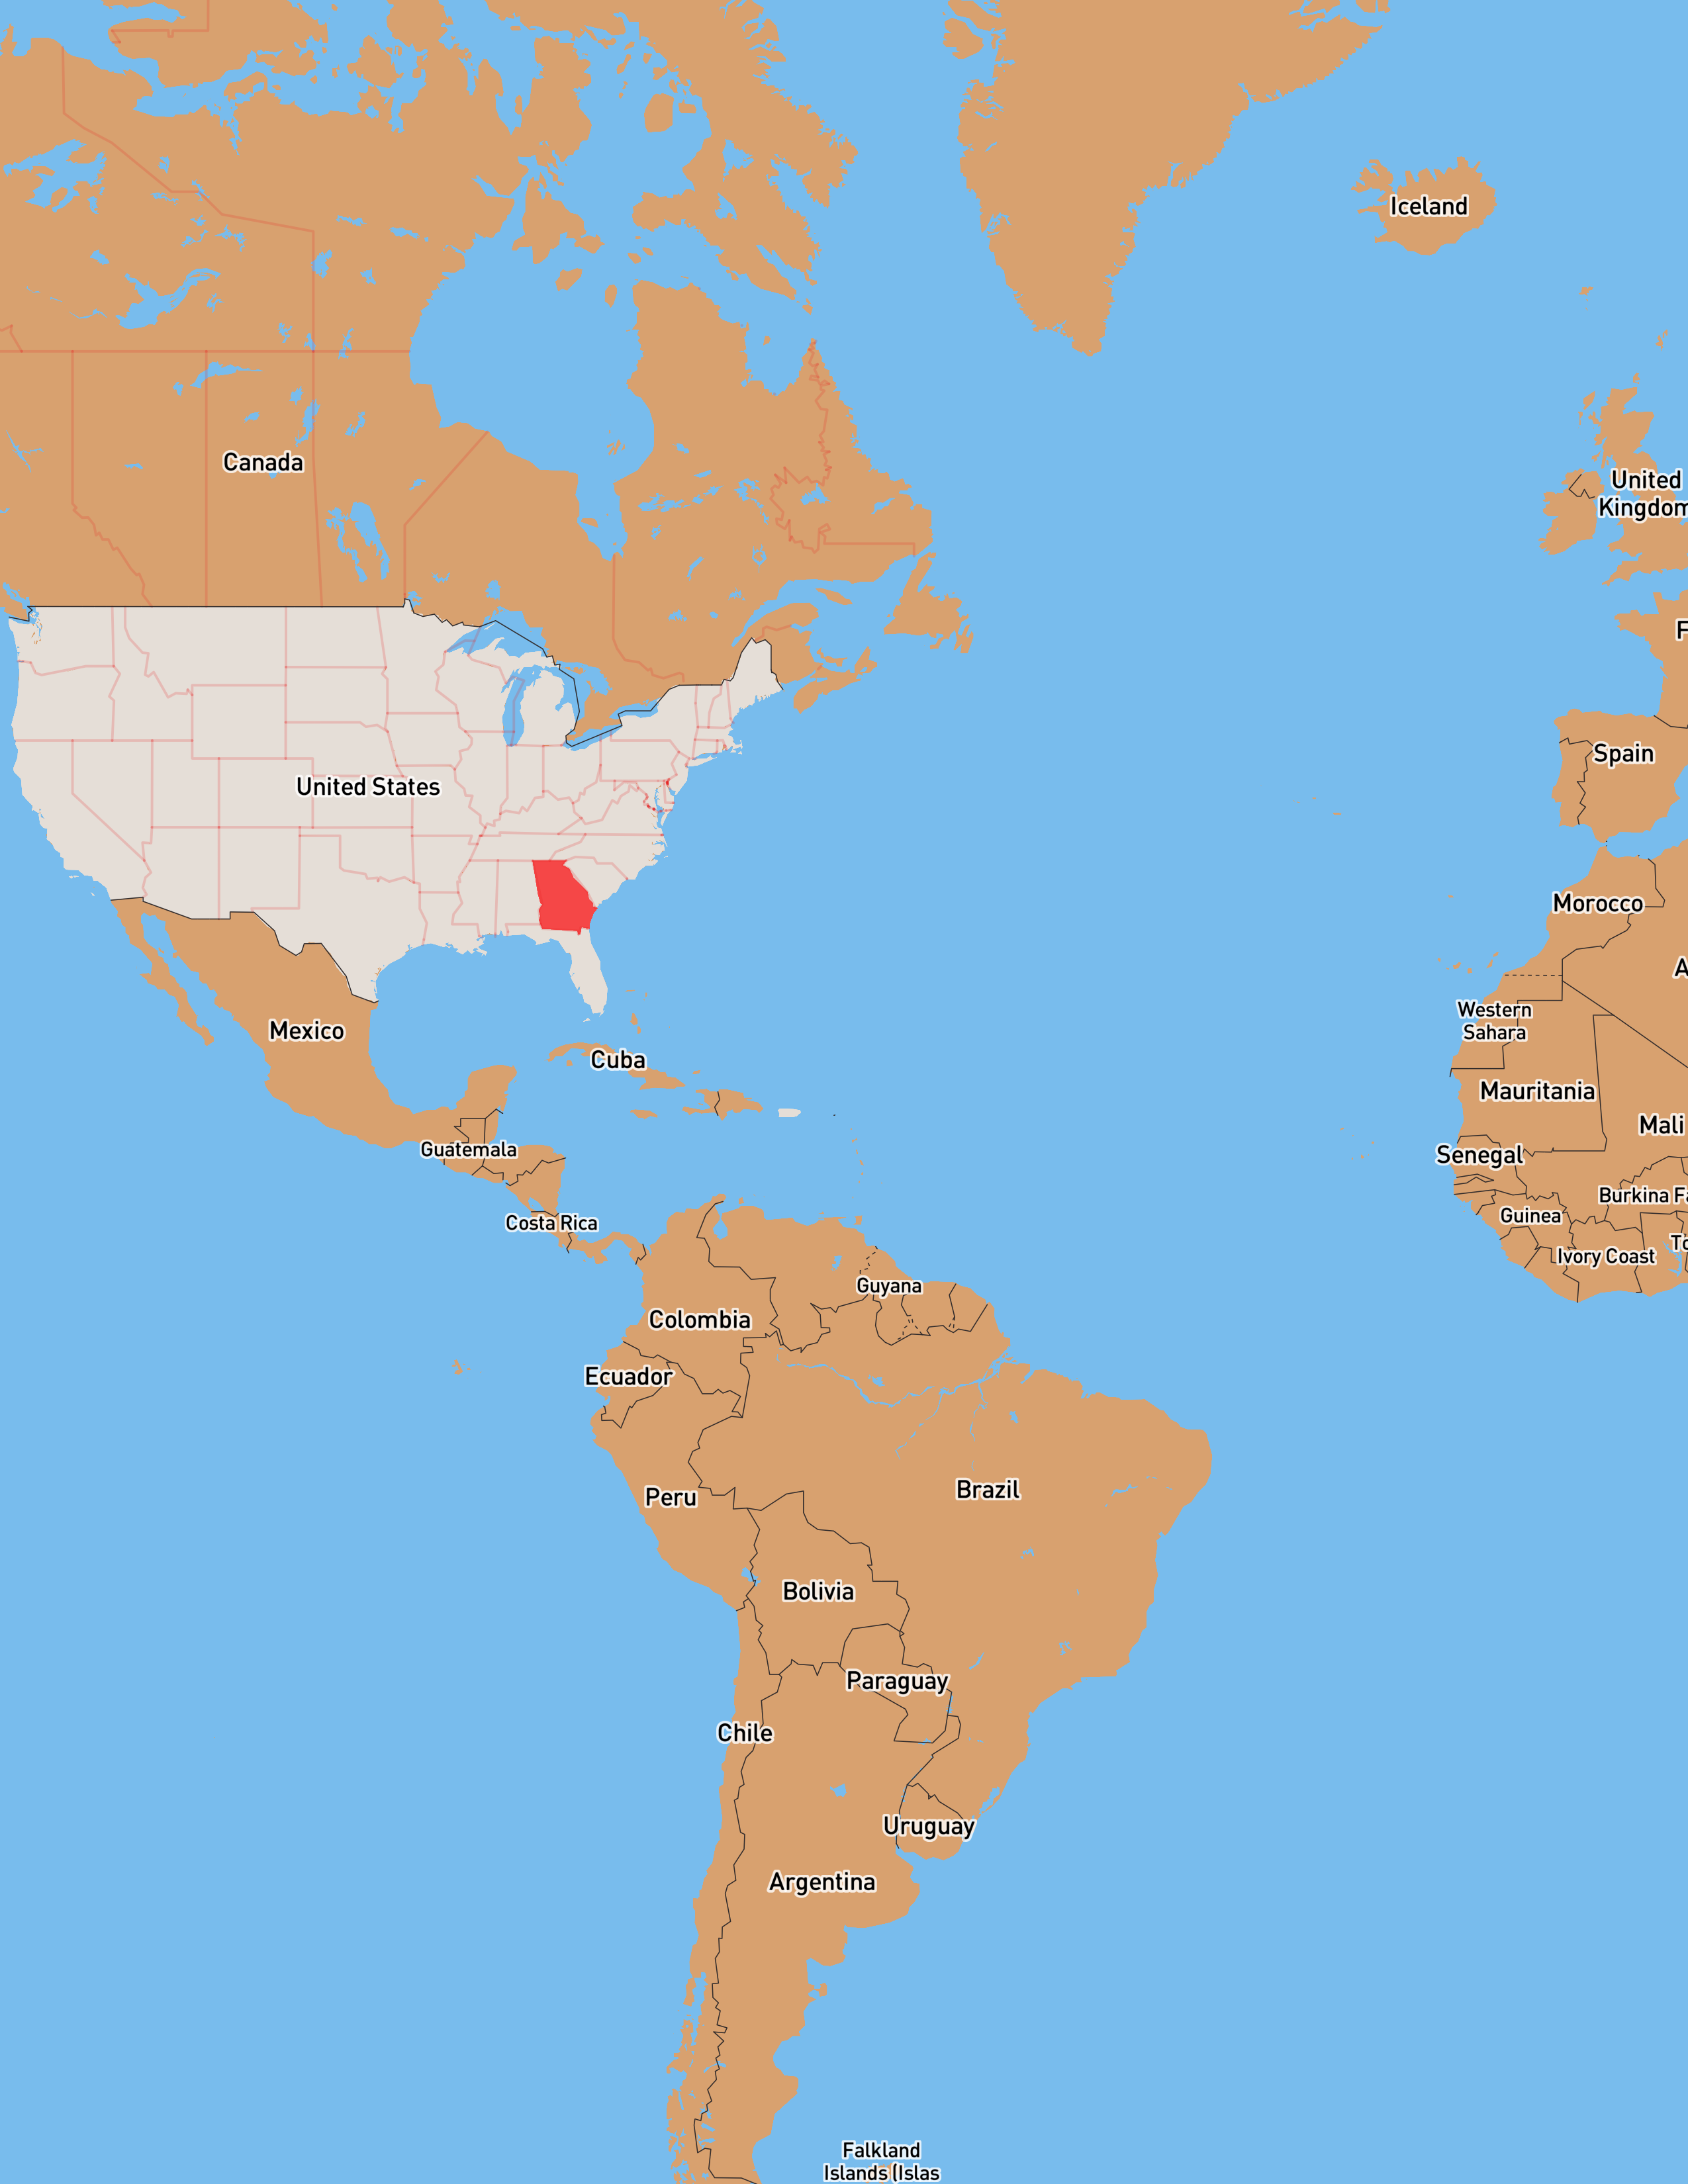 Iceland
Canada
United
Kingdom
F
United States
Spain
Morocco
A
Western
Sahara
Mexico
Cuba
Mauritania
Mali
Guatemala
Senegal
Burkina Fa
Costa Rica
Guinea
To
Ivory Coast
Guyana
Colombia
Ecuador
Peru
Brazil
Bolivia
Paraguay
Chile
Uruguay
Argentina
Falkland
Islands (Islas